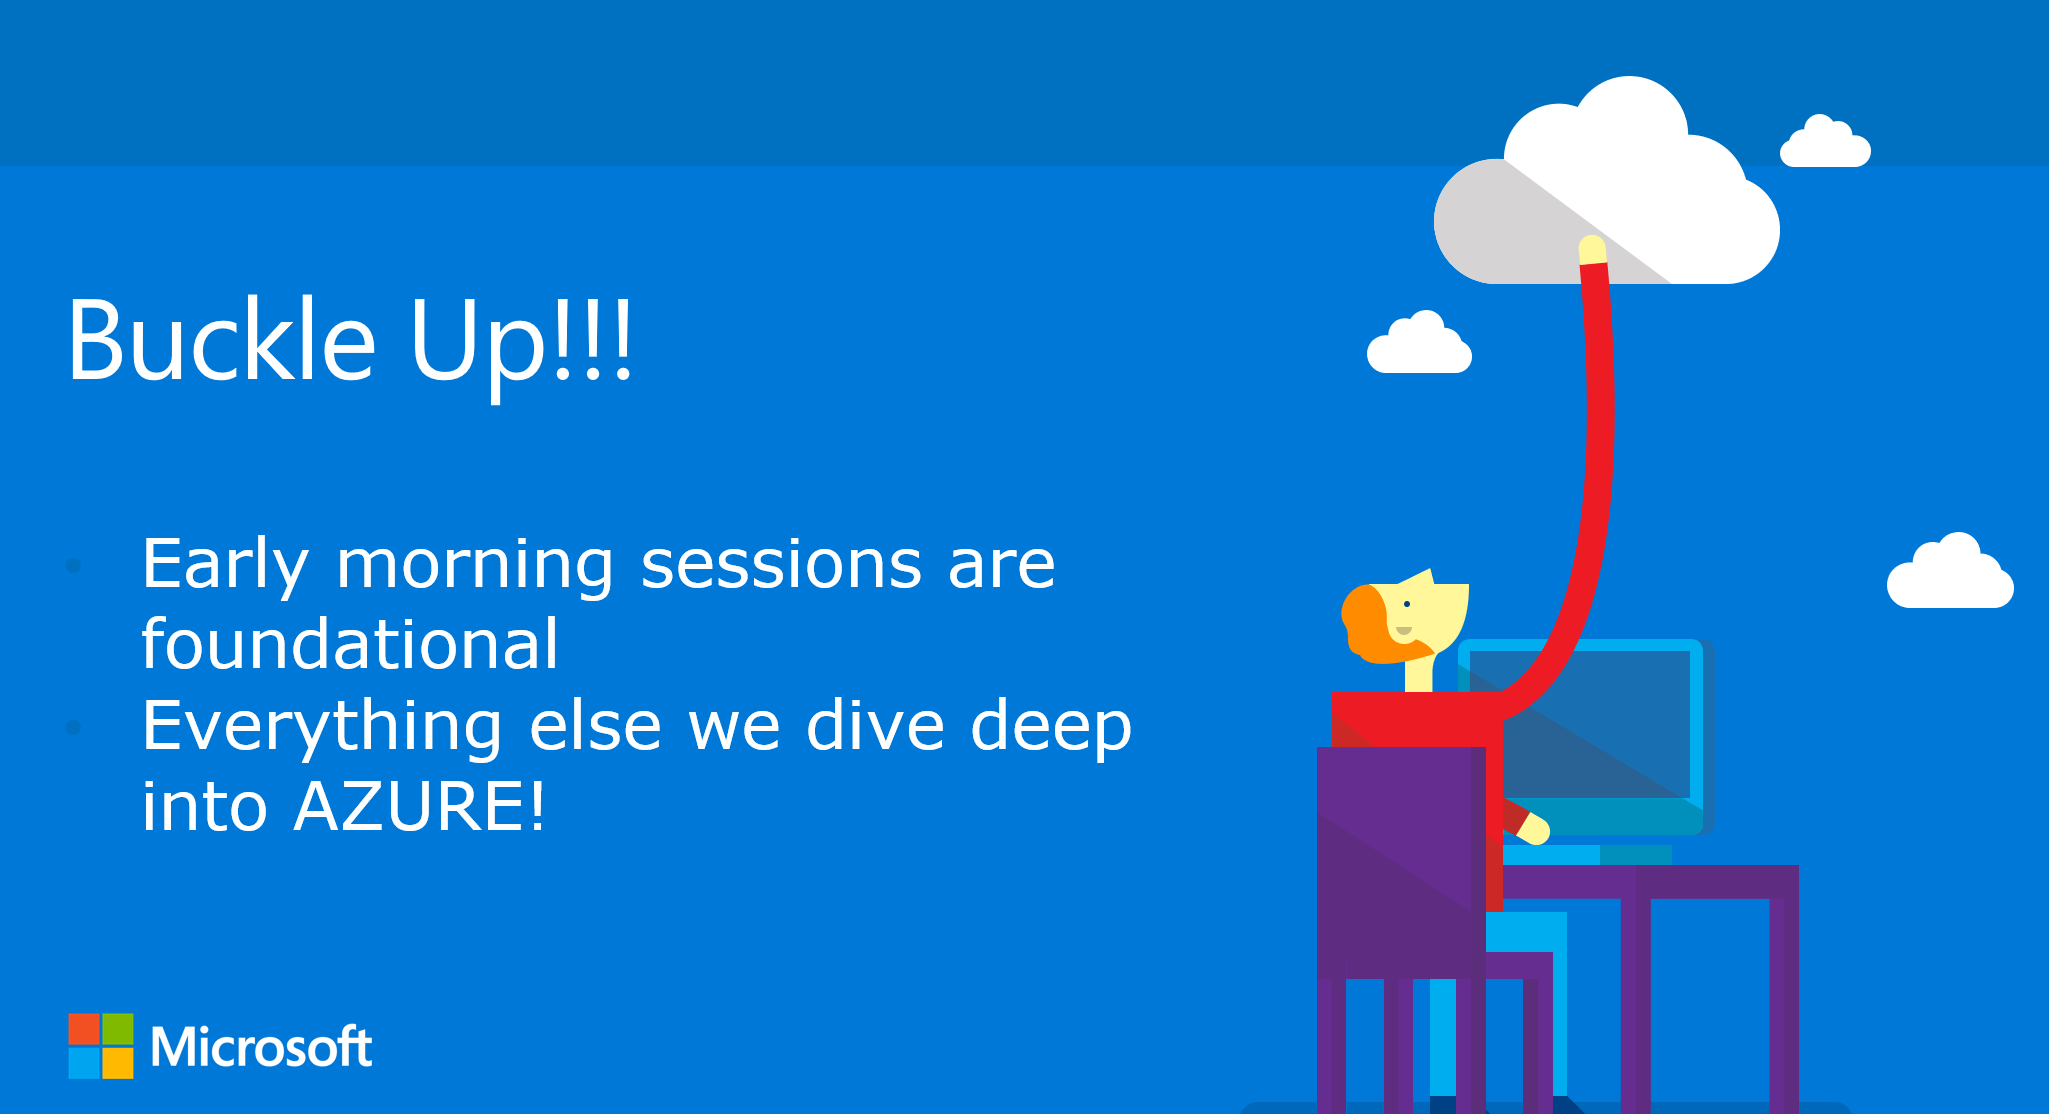 Buckle Up!!!
Early morning sessions are
foundational
Everything else we dive deep
into AZURE!
Microsoft